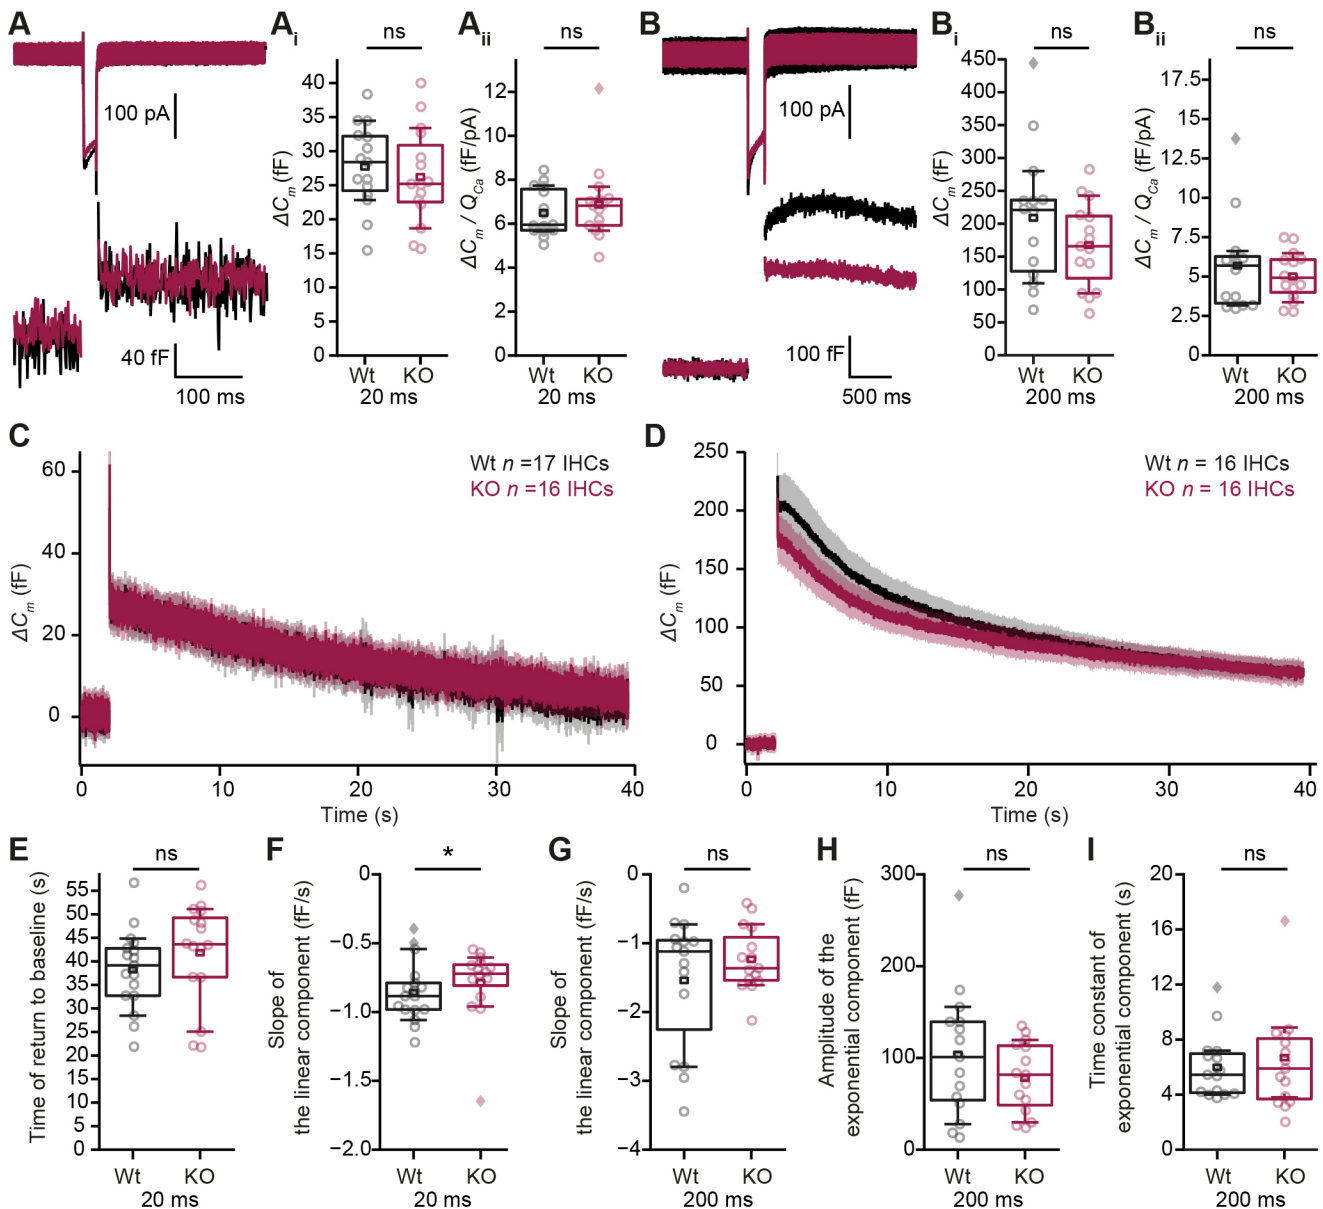 A
100 pA
40 fF
100 ms
Ai
ns
ΔCm (fF)
40
35
30
25
20
15
10
5
0
Wt KO
20 ms
Aii
ns
ΔCm / QCa (fF/pA)
12
10
8
6
4
2
0
Wt KO
20 ms
B
100 pA
100 fF
500 ms
Bi
ns
ΔCm (fF)
450
400
350
300
250
200
150
100
50
0
Wt KO
200 ms
Bii
ns
ΔCm / QCa (fF/pA)
17.5
15
12.5
10
7.5
5
2.5
0
Wt KO
200 ms
C
Wt n =17 IHCs
KO n =16 IHCs
ΔCm (fF)
60
40
20
0
0 10 20 30 40
Time (s)
D
Wt n = 16 IHCs
KO n = 16 IHCs
ΔCm (fF)
250
200
150
100
50
0
0 10 20 30 40
Time (s)
E
ns
Time of return to baseline (s)
55
50
45
40
35
30
25
20
15
10
5
0
Wt KO
20 ms
F
*
Slope of
the linear component (fF/s)
0
−0.5
−1.0
−1.5
−2.0
Wt KO
20 ms
G
ns
Slope of
the linear component (fF/s)
0
−1
−2
−3
−4
Wt KO
200 ms
H
ns
Amplitude of the
exponential component (fF)
300
200
100
0
Wt KO
200 ms
I
ns
Time constant of
exponential component (s)
20
16
12
8
4
0
Wt KO
200 ms